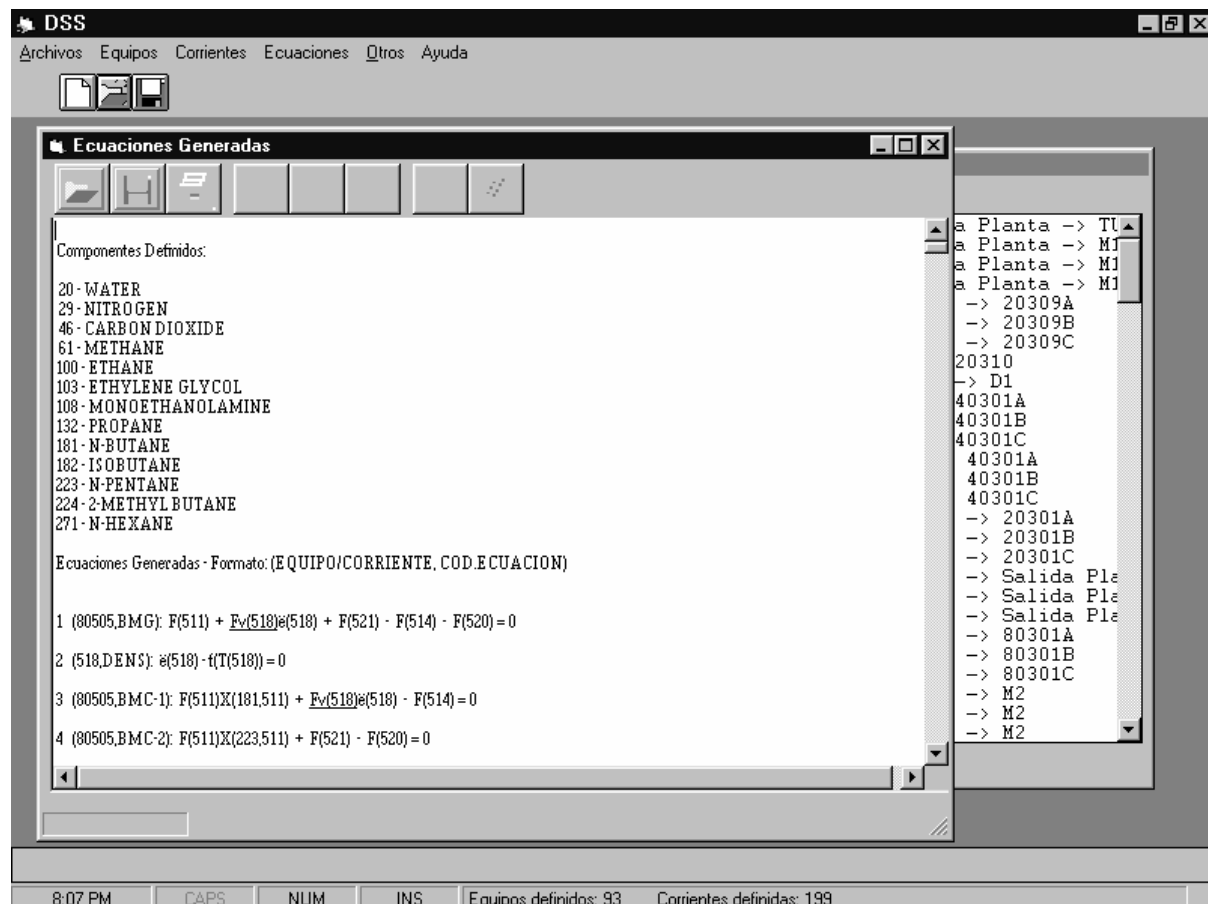 DSS
Archivos Equipos Corrientes Ecuaciones Otros Ayuda
Ecuaciones Generadas
Componentes Definidos:
20 - WATER
29 - NITROGEN
46 - CARBON DIOXIDE
61 - METHANE
100 - ETHANE
103 - ETHYLENE GLYCOL
108 - MONOETHANOLAMINE
132 - PROPANE
181 - N-BUTANE
182 - ISOBUTANE
223 - N-PENTANE
224 - 2-METHYL BUTANE
271 - N-HEXANE
Ecuaciones Generadas - Formato: (EQUIPO/CORRIENTE, COD.ECUACION)
1 (80505,BMG): F(511) + Fv(518)ë(518) + F(521) - F(514) - F(520) = 0
2 (518,DENS): ë(518) - f(T(518)) = 0
3 (80505,BMC-1): F(511)X(181,511) + Fv(518)ë(518) - F(514) = 0
4 (80505,BMC-2): F(511)X(223,511) + F(521) - F(520) = 0
a Planta -> TU
a Planta -> M1
a Planta -> M1
a Planta -> M1
-> 20309A
-> 20309B
-> 20309C
20310
-> D1
40301A
40301B
40301C
40301A
40301B
40301C
-> 20301A
-> 20301B
-> 20301C
-> Salida Pla
-> Salida Pla
-> Salida Pla
-> 80301A
-> 80301B
-> 80301C
-> M2
-> M2
-> M2
8:07 PM CAPS NUM INS Equipos definidos: 93 Corrientes definidas: 199